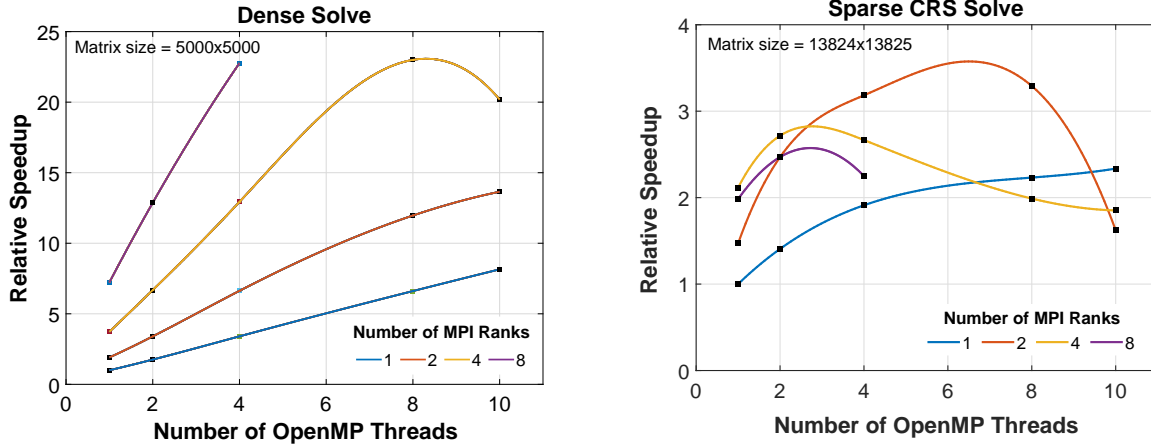 Dense Solve
Matrix size = 5000x5000
25
20
15
10
5
0
0 2 4 6 8 10
Relative Speedup
Number of OpenMP Threads
Number of MPI Ranks
1 2 4 8
Sparse CRS Solve
Matrix size = 13824x13825
4
3
2
1
0
0 2 4 6 8 10
Relative Speedup
Number of OpenMP Threads
Number of MPI Ranks
1 2 4 8